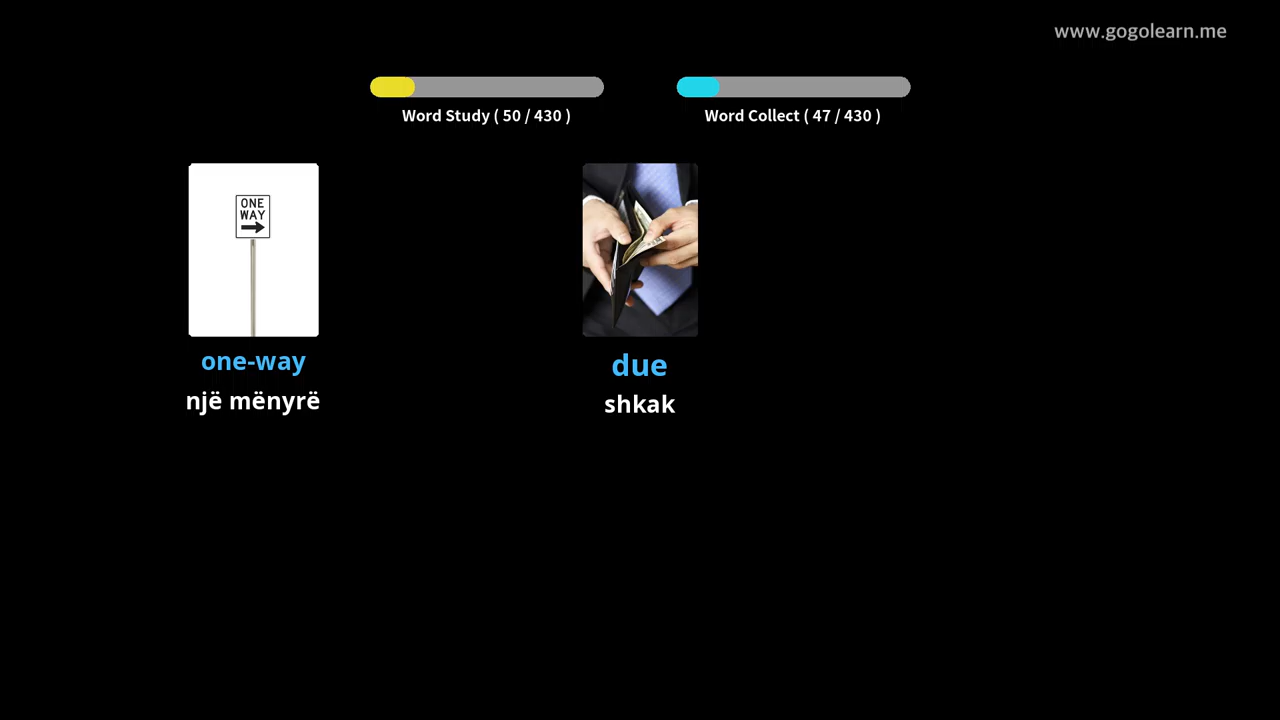 www.gogolearn.me
Word Study ( 50 / 430 )
Word Collect ( 47 / 430 )
ONE
WAY
one-way
një mënyrë
due
shkak